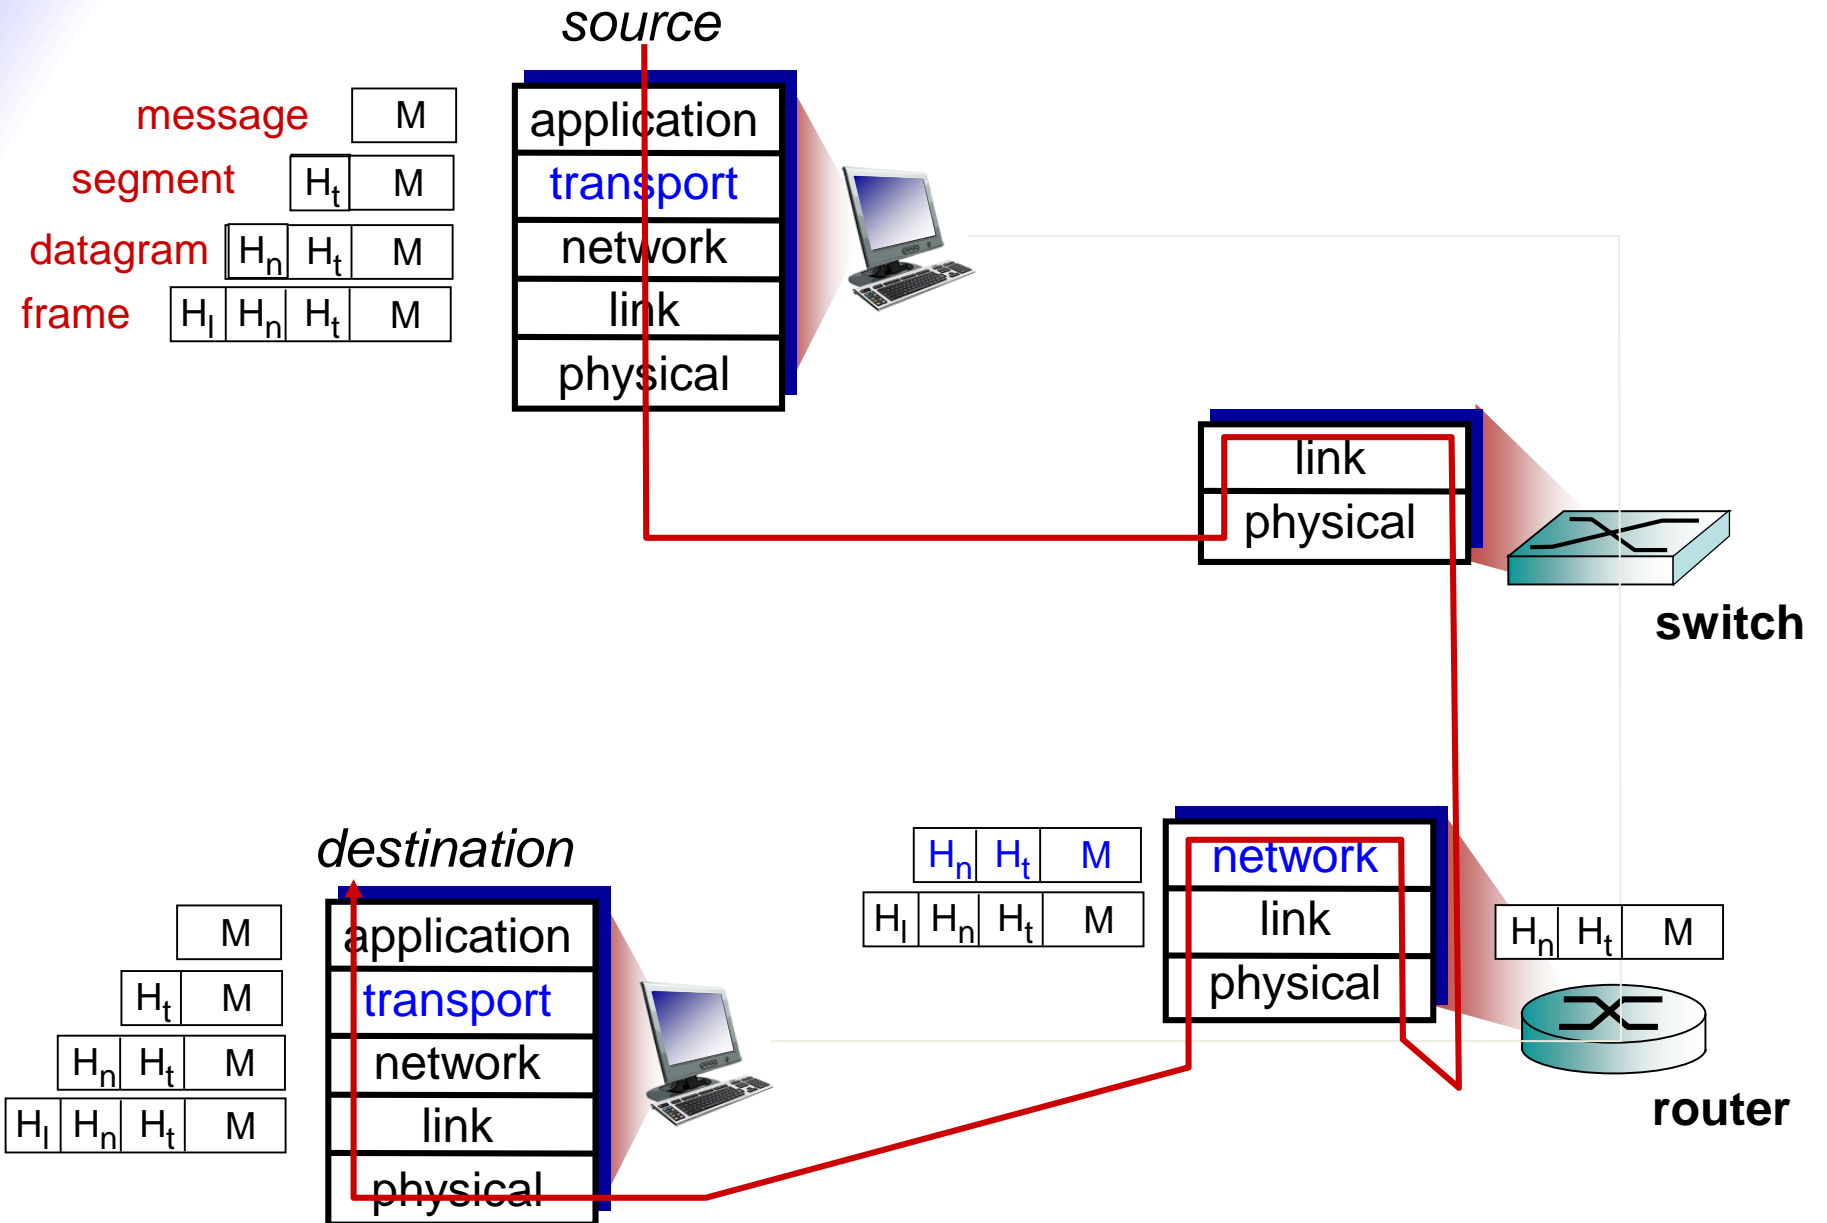 source
message M
segment Ht M
datagram Hn Ht M
frame Hl Hn Ht M
application
transport
network
link
physical
link
physical
switch
destination
M
Ht M
Hn Ht M
Hl Hn Ht M
application
transport
network
link
physical
Hn Ht M
Hl Hn Ht M
network
link
physical
Hn Ht M
router